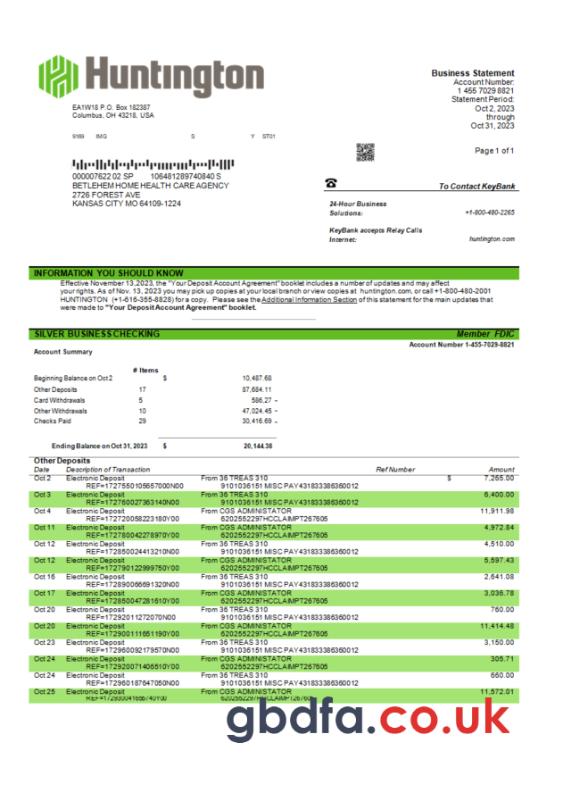 Huntington
EA1W18 P.O. Box 182387
Columbus, OH 43218, USA
Business Statement
Account Number:
1 455 7029 8821
Statement Period:
Oct 2, 2023
through
Oct 31, 2023
9169 IMG S Y ST01
Page 1 of 1
000007622 02 SP 106481289740840 S
BETLEHEM HOME HEALTH CARE AGENCY
2726 FOREST AVE
KANSAS CITY MO 64109-1224
To Contact KeyBank
24-Hour Business
Solutions: +1-800-480-2265
KeyBank accepts Relay Calls
Internet: huntington.com
INFORMATION YOU SHOULD KNOW
Effective November 13,2023, the "Your Deposit Account Agreement" booklet includes a number of updates and may affect
your rights. As of Nov. 13, 2023 you may pick up copies at your local branch or view copies at huntington.com, or call +1-800-480-2001
HUNTINGTON (+1-616-355-8828) for a copy. Please see the Additional Information Section of this statement for the main updates that
were made to "Your Deposit Account Agreement" booklet.
SILVER BUSINESS CHECKING Member FDIC
Account Number 1-455-7029-8821
Account Summary
# Items
Beginning Balance on Oct 2 $ 10,487.68
Other Deposits 17 87,684.11
Card Withdrawals 5 586,27 -
Other Withdrawals 10 47,024.45 -
Checks Paid 29 30,416.69 -
Ending Balance on Oct 31, 2023 $ 20,144.38
Other Deposits
Date Description of Transaction Ref Number Amount
Oct 2 Electronic Deposit From 36 TREAS 310 $ 7,265.00
REF=1727550105657000N00 9101036151 MISC PAY431833386360012
Oct 3 Electronic Deposit From 36 TREAS 310 6,400.00
REF=172760027363140N00 9101036151 MISC PAY431833386360012
Oct 4 Electronic Deposit From CGS ADMINISTATOR 11,911.98
REF=172720058223180Y00 6202552297HCCLAIMPT267605
Oct 11 Electronic Deposit From CGS ADMINISTATOR 4,972.84
REF=172780042278970Y00 6202552297HCCLAIMPT267605
Oct 12 Electronic Deposit From 36 TREAS 310 4,510.00
REF=172850024413210N00 9101036151 MISC PAY431833386360012
Oct 12 Electronic Deposit From CGS ADMINISTATOR 5,597.43
REF=172790122999750Y00 6202552297HCCLAIMPT267605
Oct 16 Electronic Deposit From 36 TREAS 310 2,641.08
REF=172890066691320N00 9101036151 MISC PAY431833386360012
Oct 17 Electronic Deposit From CGS ADMINISTATOR 3,036.78
REF=172850047281610Y00 6202552297HCCLAIMPT267605
Oct 20 Electronic Deposit From 36 TREAS 310 760.00
REF=172920112720700N00 9101036151 MISC PAY431833386360012
Oct 20 Electronic Deposit From CGS ADMINISTATOR 11,414.48
REF=172900111651190Y00 6202552297HCCLAIMPT267605
Oct 23 Electronic Deposit From 36 TREAS 310 3,150.00
REF=172960092179570N00 9101036151 MISC PAY431833386360012
Oct 24 Electronic Deposit From CGS ADMINISTATOR 305.71
REF=172920071406510Y00 6202552297HCCLAIMPT267605
Oct 24 Electronic Deposit From 36 TREAS 310 660.00
REF=172960187647050N00 9101036151 MISC PAY431833386360012
Oct 25 Electronic Deposit From CGS ADMINISTATOR 11,572.01
gbdfa.co.uk